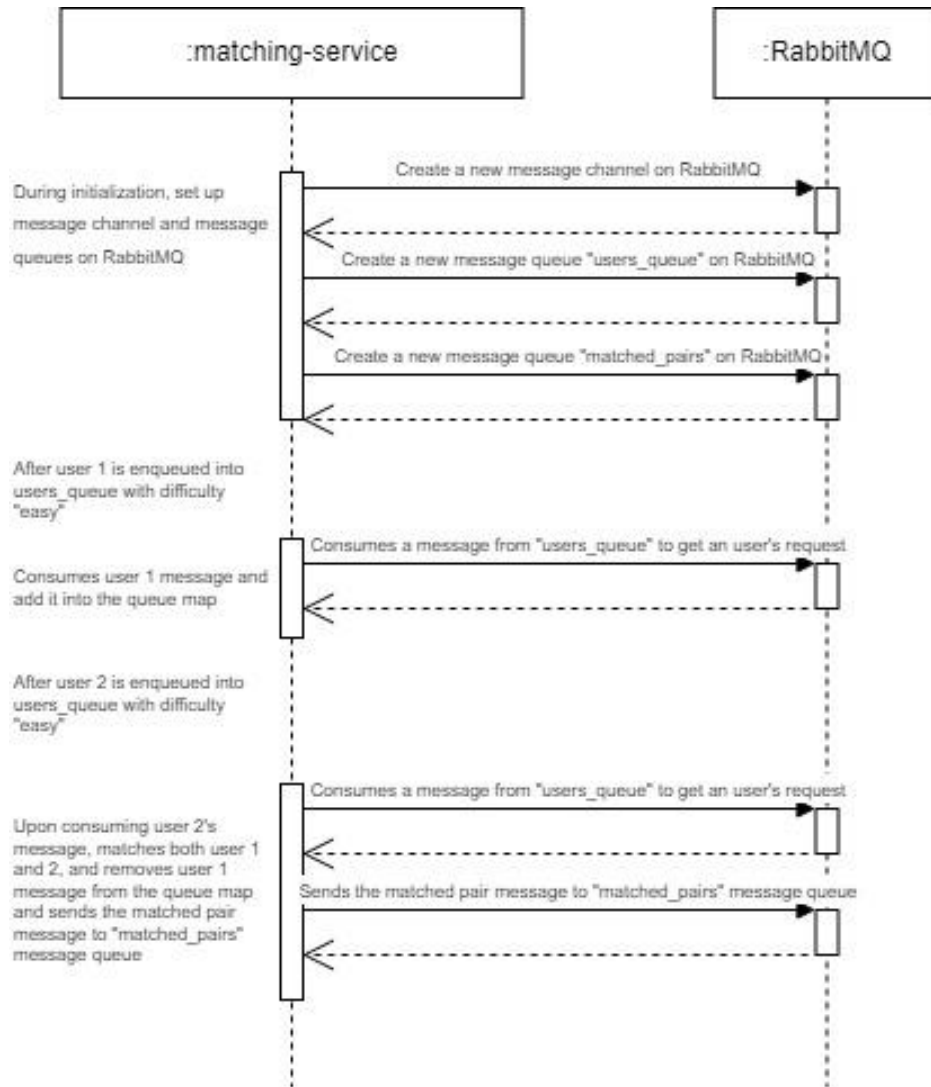 :matching-service
:RabbitMQ
Create a new message channel on RabbitMQ
During initialization, set up
message channel and message
queues on RabbitMQ
Create a new message queue "users_queue" on RabbitMQ
Create a new message queue "matched_pairs" on RabbitMQ
After user 1 is enqueued into
users_queue with difficulty
"easy"
Consumes a message from "users_queue" to get an user's request
Consumes user 1 message and
add it into the queue map
After user 2 is enqueued into
users_queue with difficulty
"easy"
Consumes a message from "users_queue" to get an user's request
Upon consuming user 2's
message, matches both user 1
and 2, and removes user 1
message from the queue map
and sends the matched pair
message to "matched_pairs"
message queue
Sends the matched pair message to "matched_pairs" message queue